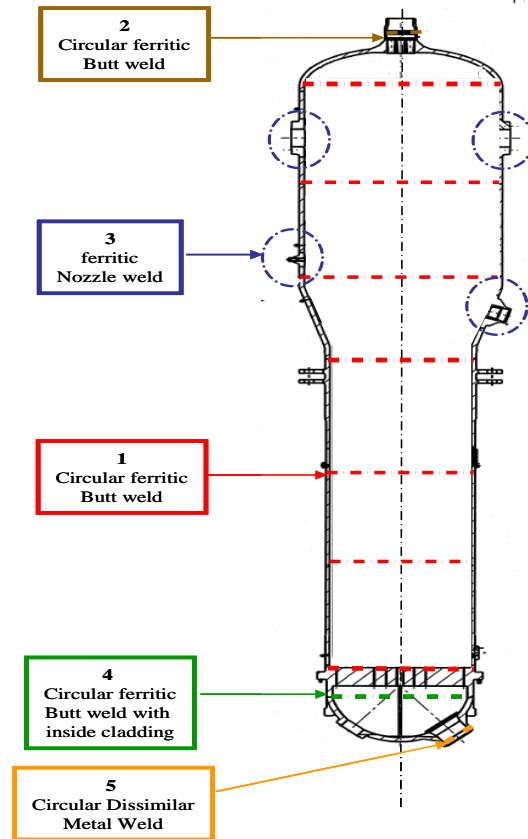 2
Circular ferritic
Butt weld
3
ferritic
Nozzle weld
1
Circular ferritic
Butt weld
4
Circular ferritic
Butt weld with
inside cladding
5
Circular Dissimilar
Metal Weld